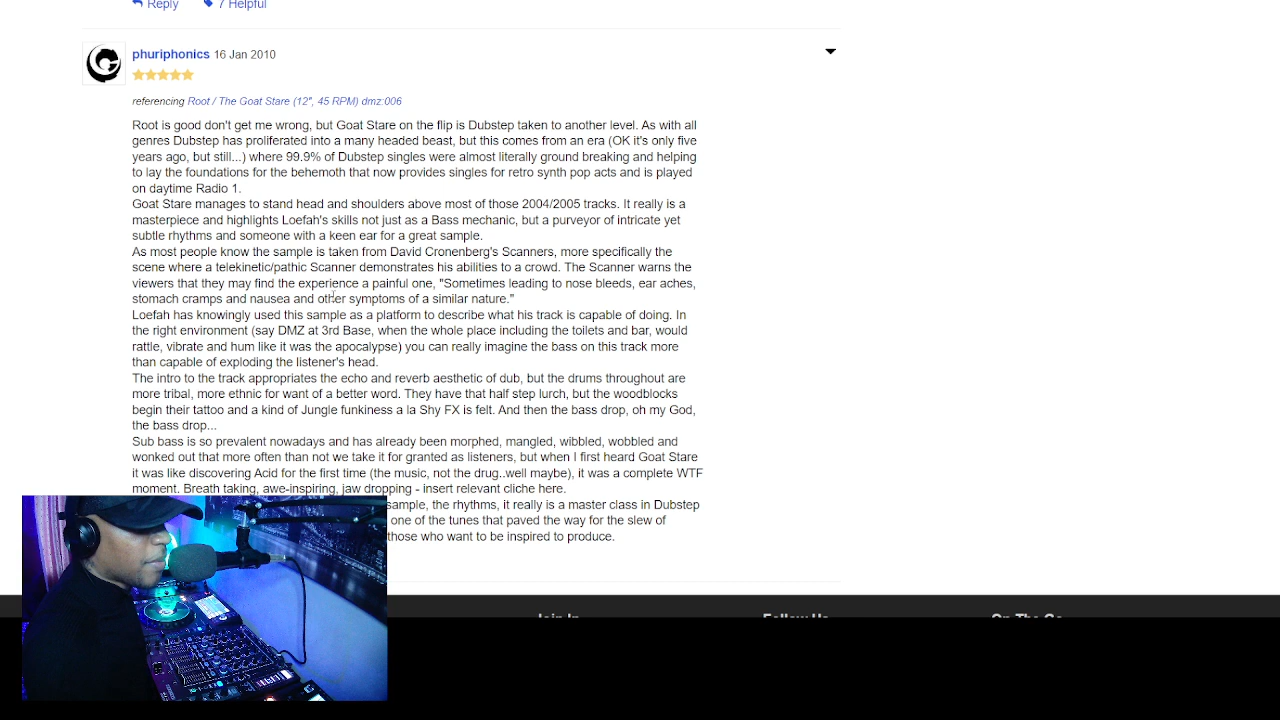 Reply 7 Helpful
phuriphonics 16 Jan 2010
referencing Root / The Goat Stare (12", 45 RPM) dmz:006
Root is good don't get me wrong, but Goat Stare on the flip is Dubstep taken to another level. As with all
genres Dubstep has proliferated into a many headed beast, but this comes from an era (OK it's only five
years ago, but still...) where 99.9% of Dubstep singles were almost literally ground breaking and helping
to lay the foundations for the behemoth that now provides singles for retro synth pop acts and is played
on daytime Radio 1.
Goat Stare manages to stand head and shoulders above most of those 2004/2005 tracks. It really is a
masterpiece and highlights Loefah's skills not just as a Bass mechanic, but a purveyor of intricate yet
subtle rhythms and someone with a keen ear for a great sample.
As most people know the sample is taken from David Cronenberg's Scanners, more specifically the
scene where a telekinetic/pathic Scanner demonstrates his abilities to a crowd. The Scanner warns the
viewers that they may find the experience a painful one, "Sometimes leading to nose bleeds, ear aches,
stomach cramps and nausea and other symptoms of a similar nature."
Loefah has knowingly used this sample as a platform to describe what his track is capable of doing. In
the right environment (say DMZ at 3rd Base, when the whole place including the toilets and bar, would
rattle, vibrate and hum like it was the apocalypse) you can really imagine the bass on this track more
than capable of exploding the listener's head.
The intro to the track appropriates the echo and reverb aesthetic of dub, but the drums throughout are
more tribal, more ethnic for want of a better word. They have that half step lurch, but the woodblocks
begin their tattoo and a kind of Jungle funkiness a la Shy FX is felt. And then the bass drop, oh my God,
the bass drop...
Sub bass is so prevalent nowadays and has already been morphed, mangled, wibbled, wobbled and
wonked out that more often than not we take it for granted as listeners, but when I first heard Goat Stare
it was like discovering Acid for the first time (the music, not the drug..well maybe), it was a complete WTF
moment. Breath taking, awe-inspiring, jaw dropping - insert relevant cliche here.
sample, the rhythms, it really is a master class in Dubstep
one of the tunes that paved the way for the slew of
those who want to be inspired to produce.
Join In Follow Us On The Go